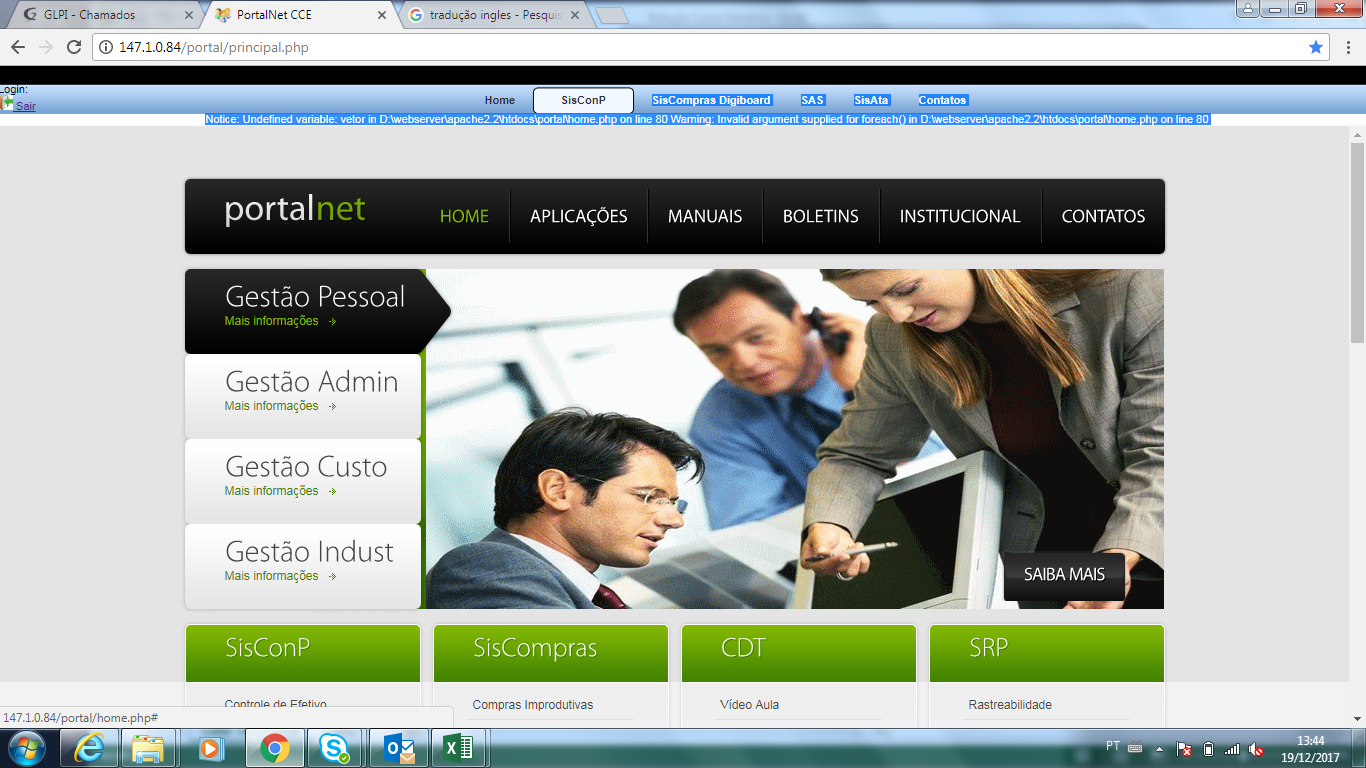 GLPI - Chamados
PortalNet CCE
tradução ingles - Pesquis
147.1.0.84/portal/principal.php
Login:
Sair
Home SisConP SisCompras Digiboard SAS SisAta Contatos
Notice: Undefined variable: vetor in D:\webserver\apache2.2\htdocs\portal\home.php on line 80 Warning: Invalid argument supplied for foreach() in D:\webserver\apache2.2\htdocs\portal\home.php on line 80
portalnet HOME APLICAÇÕES MANUAIS BOLETINS INSTITUCIONAL CONTATOS
Gestão Pessoal
Mais informações
Gestão Admin
Mais informações
Gestão Custo
Mais informações
Gestão Indust
Mais informações
SAIBA MAIS
SisConP SisCompras CDT SRP
Controle de Efetivo Compras Improdutivas Vídeo Aula Rastreabilidade
147.1.0.84/portal/home.php#
PT
13:44
19/12/2017